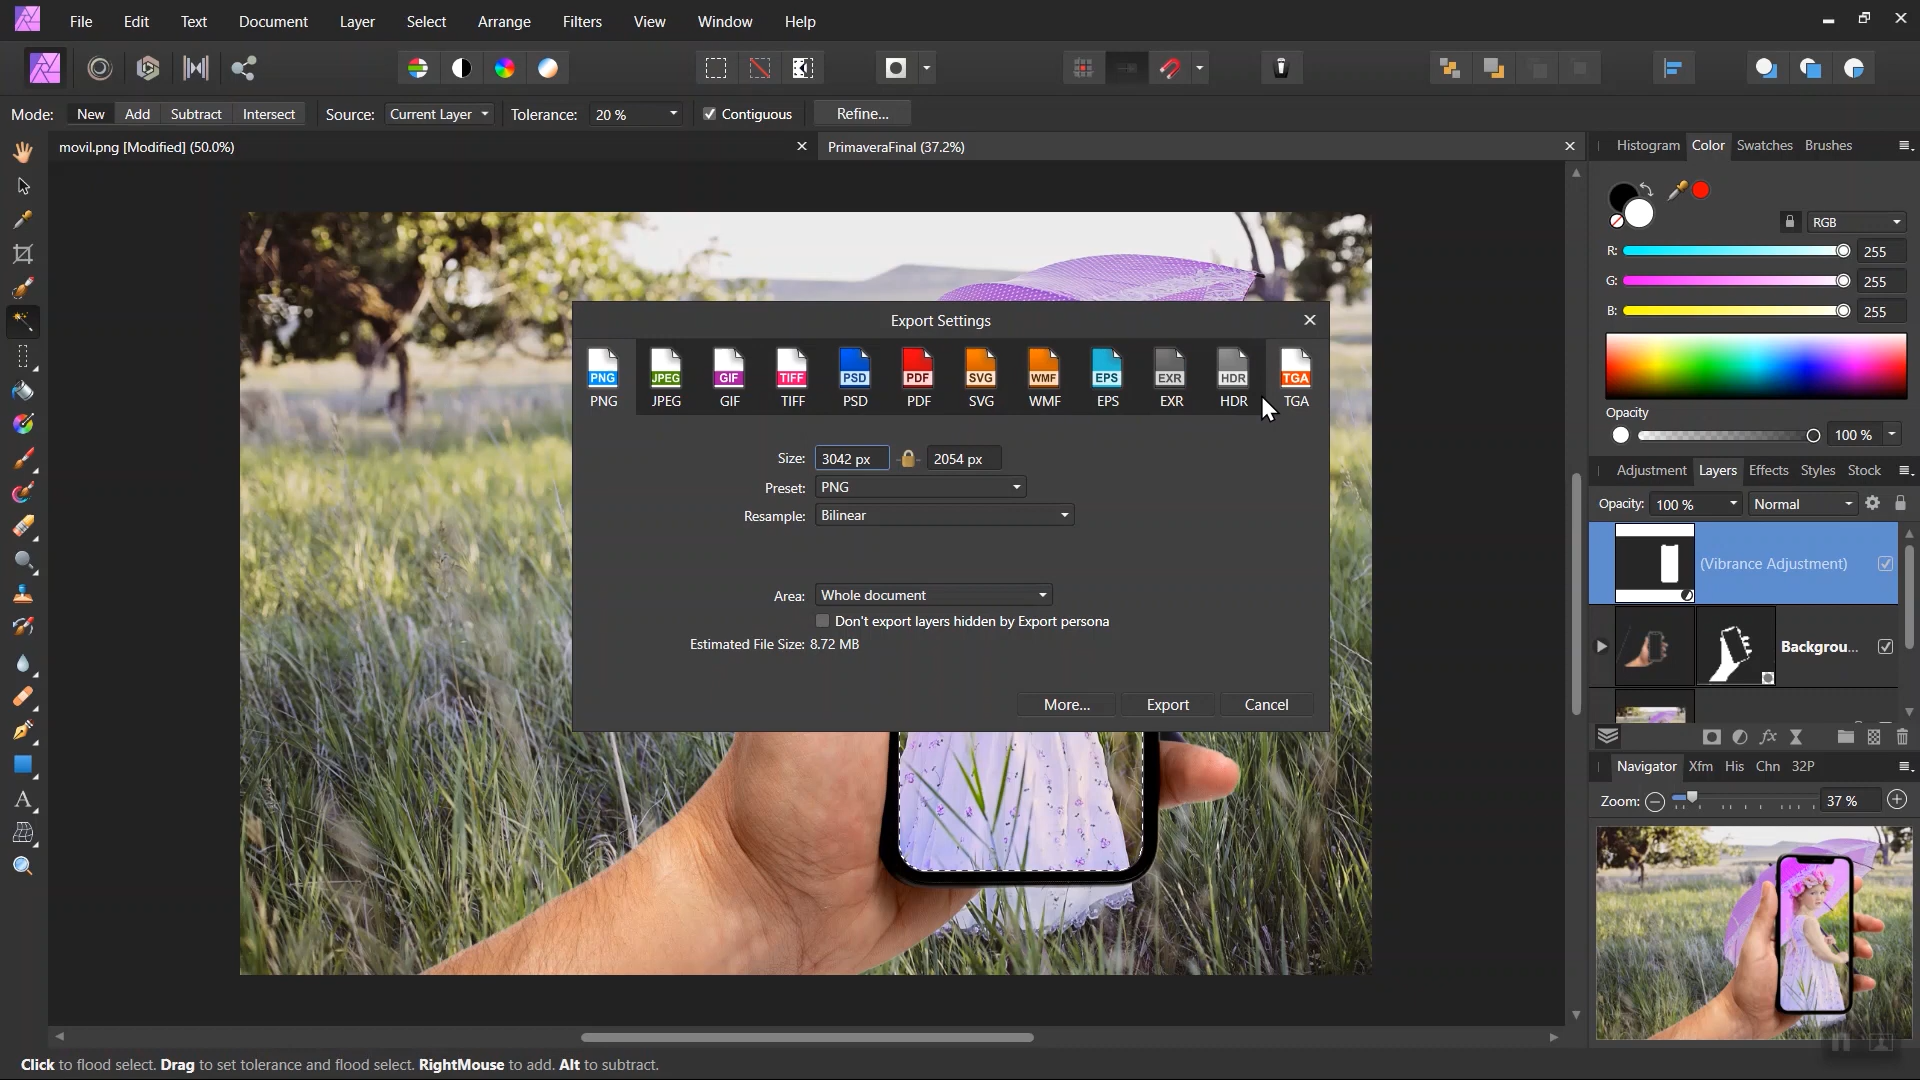 File Edit Text Document Layer Select Arrange Filters View Window Help
Mode: New Add Subtract Intersect Source: Current Layer Tolerance: 20 % Contiguous Refine...
movil.png [Modified] (50.0%)
PrimaveraFinal (37.2%)
Histogram Color Swatches Brushes
RGB
R: 255
G: 255
B: 255
Opacity
100 %
Export Settings
PNG JPEG GIF TIFF PSD PDF SVG WMF EPS EXR HDR TGA
PNG JPEG GIF TIFF PSD PDF SVG WMF EPS EXR HDR TGA
Size: 3042 px 2054 px
Preset: PNG
Resample: Bilinear
Area: Whole document
Don't export layers hidden by Export persona
Estimated File Size: 8.72 MB
More... Export Cancel
Adjustment Layers Effects Styles Stock
Opacity: 100 % Normal
(Vibrance Adjustment)
Backgrou...
fx
Navigator Xfm His Chn 32P
Zoom: 37 %
Click to flood select. Drag to set tolerance and flood select. RightMouse to add. Alt to subtract.